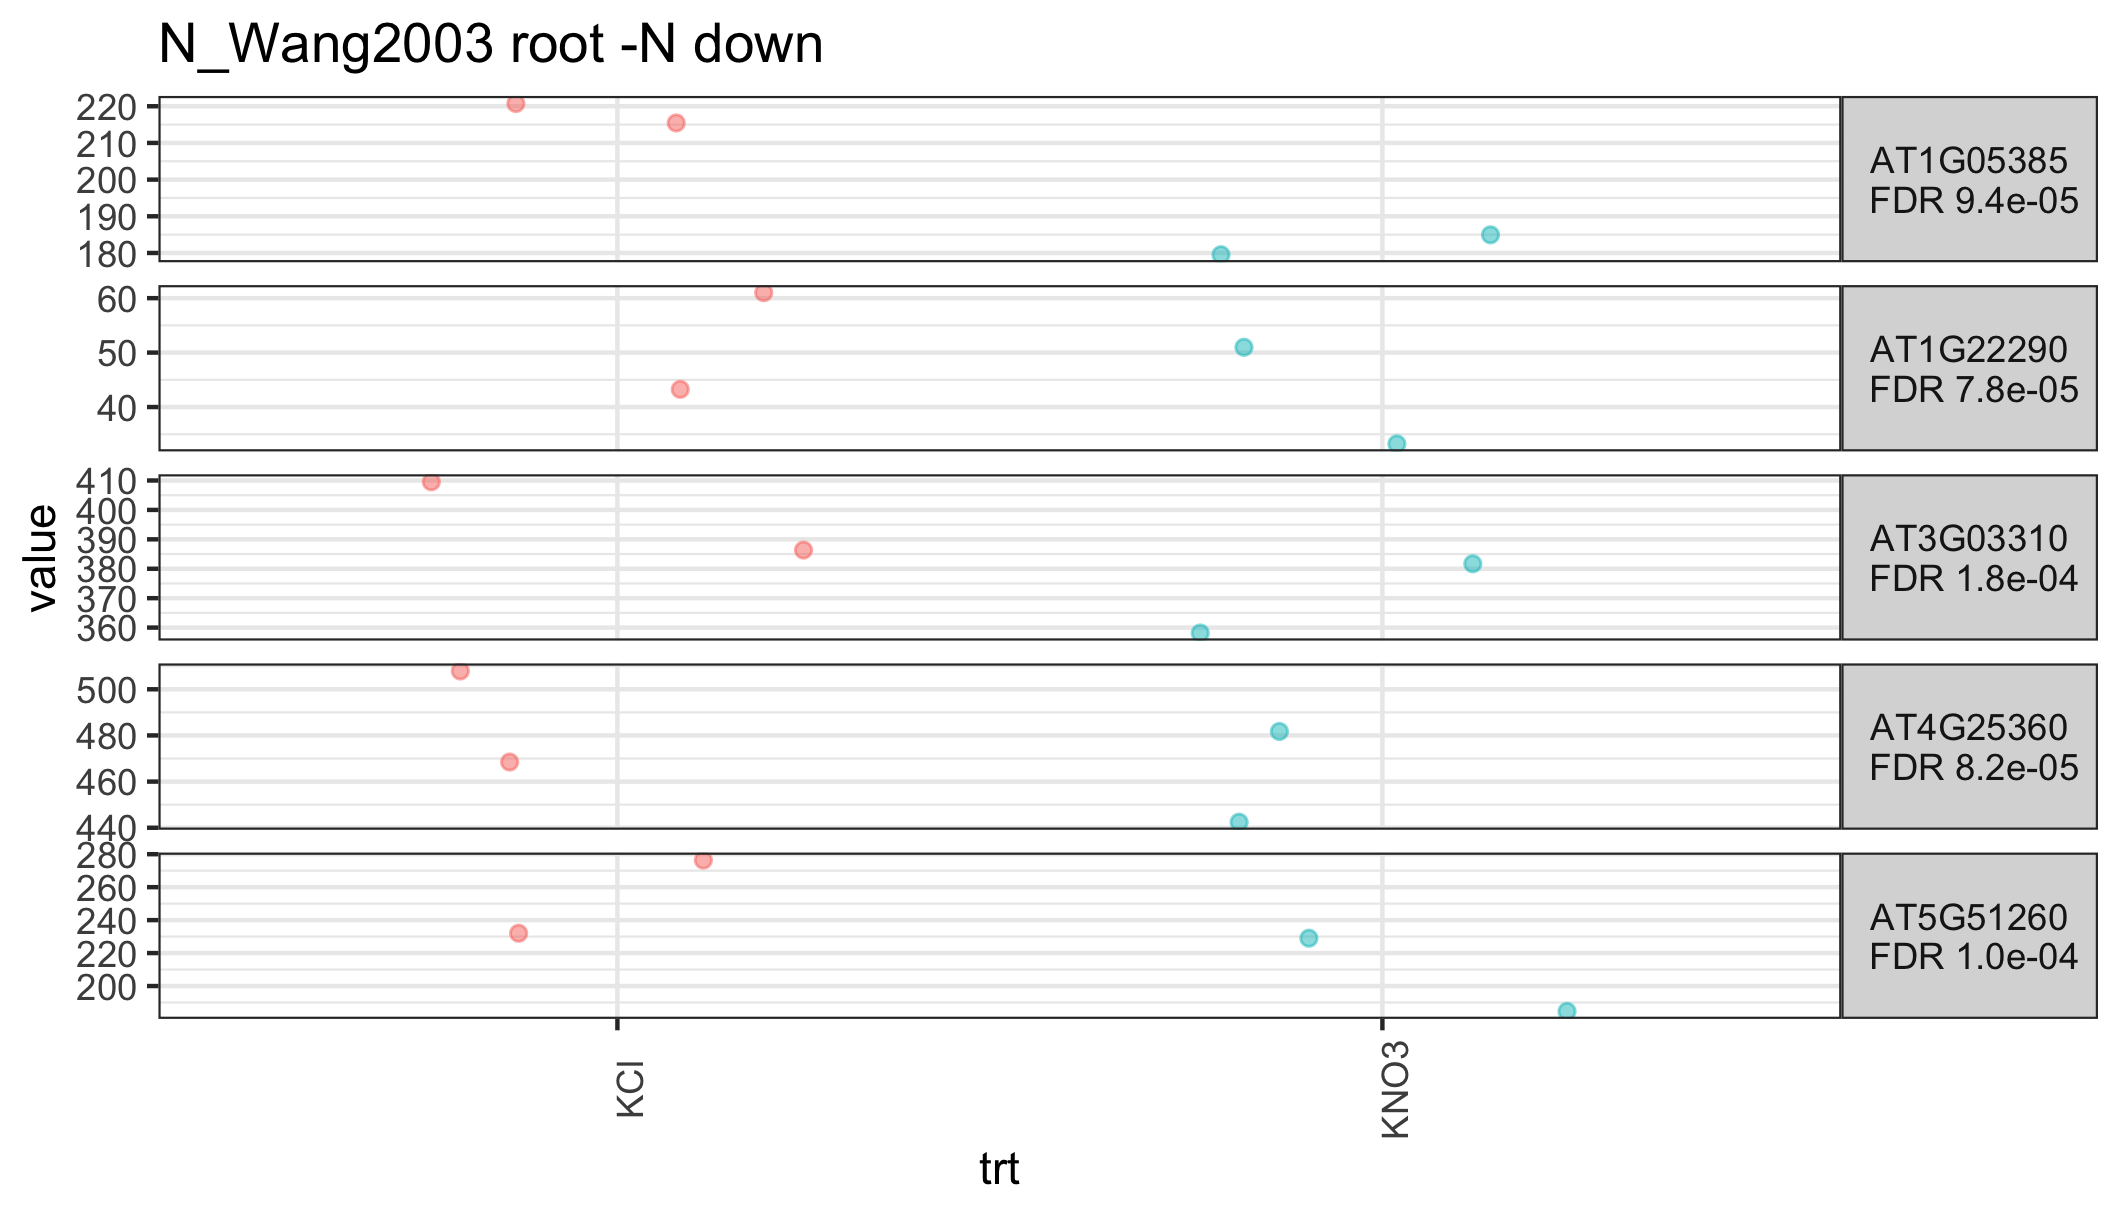 N_Wang2003 root -N down
220
210
200
190
180
AT1G05385
FDR 9.4e-05
60
50
40
AT1G22290
FDR 7.8e-05
410
400
390
380
370
360
AT3G03310
FDR 1.8e-04
value
500
480
460
440
AT4G25360
FDR 8.2e-05
280
260
240
220
200
AT5G51260
FDR 1.0e-04
KCl
KNO3
trt